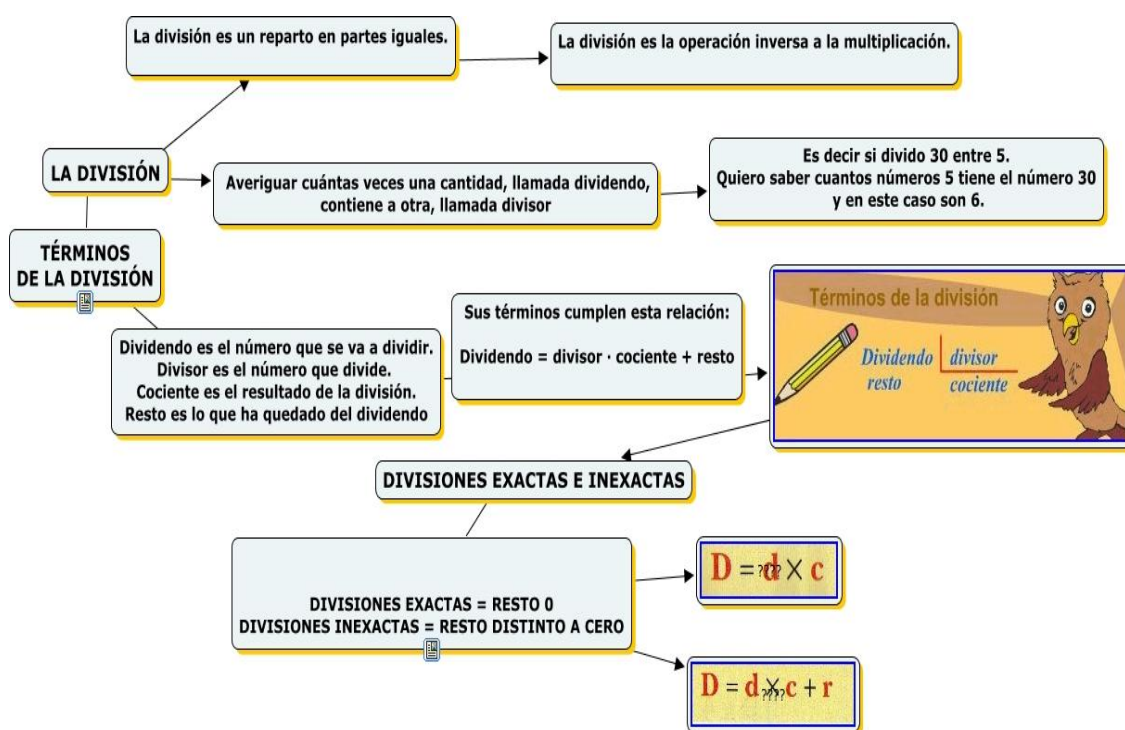 La división es un reparto en partes iguales.
La división es la operación inversa a la multiplicación.
LA DIVISIÓN
Averiguar cuántas veces una cantidad, llamada dividendo,
contiene a otra, llamada divisor
Es decir si divido 30 entre 5.
Quiero saber cuantos números 5 tiene el número 30
y en este caso son 6.
TÉRMINOS
DE LA DIVISIÓN
Dividendo es el número que se va a dividir.
Divisor es el número que divide.
Cociente es el resultado de la división.
Resto es lo que ha quedado del dividendo
Sus términos cumplen esta relación:
Dividendo = divisor · cociente + resto
Términos de la división
Dividendo divisor
resto cociente
DIVISIONES EXACTAS E INEXACTAS
DIVISIONES EXACTAS = RESTO 0
DIVISIONES INEXACTAS = RESTO DISTINTO A CERO
D = d × c
????
D = d × c + r
????